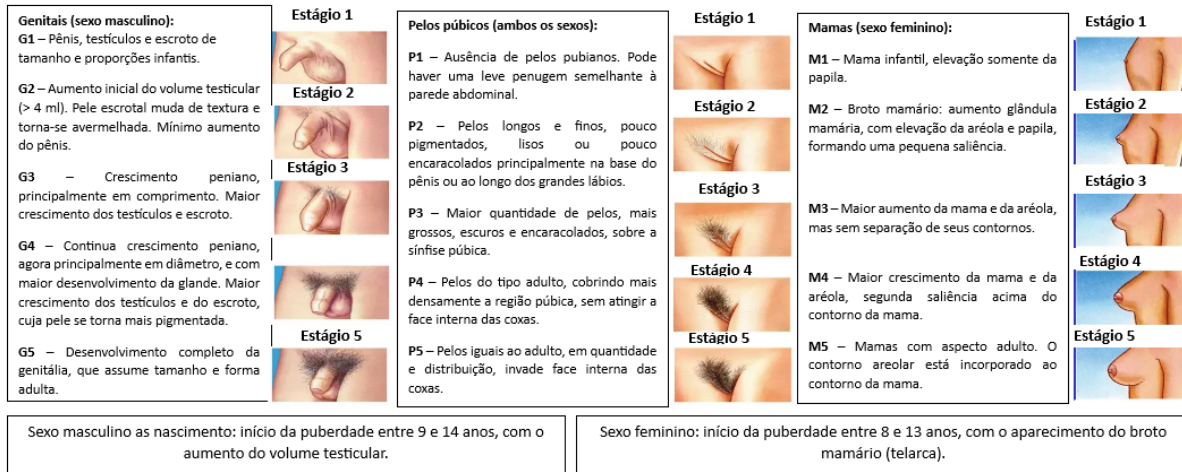 Genitais (sexo masculino):
G1 – Pênis, testículos e escroto de
tamanho e proporções infantis.
G2 – Aumento inicial do volume testicular
(> 4 ml). Pele escrotal muda de textura e
torna-se avermelhada. Mínimo aumento
do pênis.
G3 – Crescimento peniano,
principalmente em comprimento. Maior
crescimento dos testículos e escroto.
G4 – Continua crescimento peniano,
agora principalmente em diâmetro, e com
maior desenvolvimento da glande. Maior
crescimento dos testículos e do escroto,
cuja pele se torna mais pigmentada.
G5 – Desenvolvimento completo da
genitália, que assume tamanho e forma
adulta.
Estágio 1
Estágio 2
Estágio 3
Estágio 5
Pelos púbicos (ambos os sexos):
P1 – Ausência de pelos pubianos. Pode
haver uma leve penugem semelhante à
parede abdominal.
P2 – Pelos longos e finos, pouco
pigmentados, lisos ou pouco
encaracolados principalmente na base do
pênis ou ao longo dos grandes lábios.
P3 – Maior quantidade de pelos, mais
grossos, escuros e encaracolados, sobre a
sínfise púbica.
P4 – Pelos do tipo adulto, cobrindo mais
densamente a região púbica, sem atingir a
face interna das coxas.
P5 – Pelos iguais ao adulto, em quantidade
e distribuição, invade face interna das
coxas.
Estágio 1
Estágio 2
Estágio 3
Estágio 4
Estágio 5
Mamas (sexo feminino):
M1 – Mama infantil, elevação somente da
papila.
M2 – Broto mamário: aumento glândula
mamária, com elevação da aréola e papila,
formando uma pequena saliência.
M3 – Maior aumento da mama e da aréola,
mas sem separação de seus contornos.
M4 – Maior crescimento da mama e da
aréola, segunda saliência acima do
contorno da mama.
M5 – Mamas com aspecto adulto. O
contorno areolar está incorporado ao
contorno da mama.
Estágio 1
Estágio 2
Estágio 3
Estágio 4
Estágio 5
Sexo masculino as nascimento: início da puberdade entre 9 e 14 anos, com o
aumento do volume testicular.
Sexo feminino: início da puberdade entre 8 e 13 anos, com o aparecimento do broto
mamário (telarca).